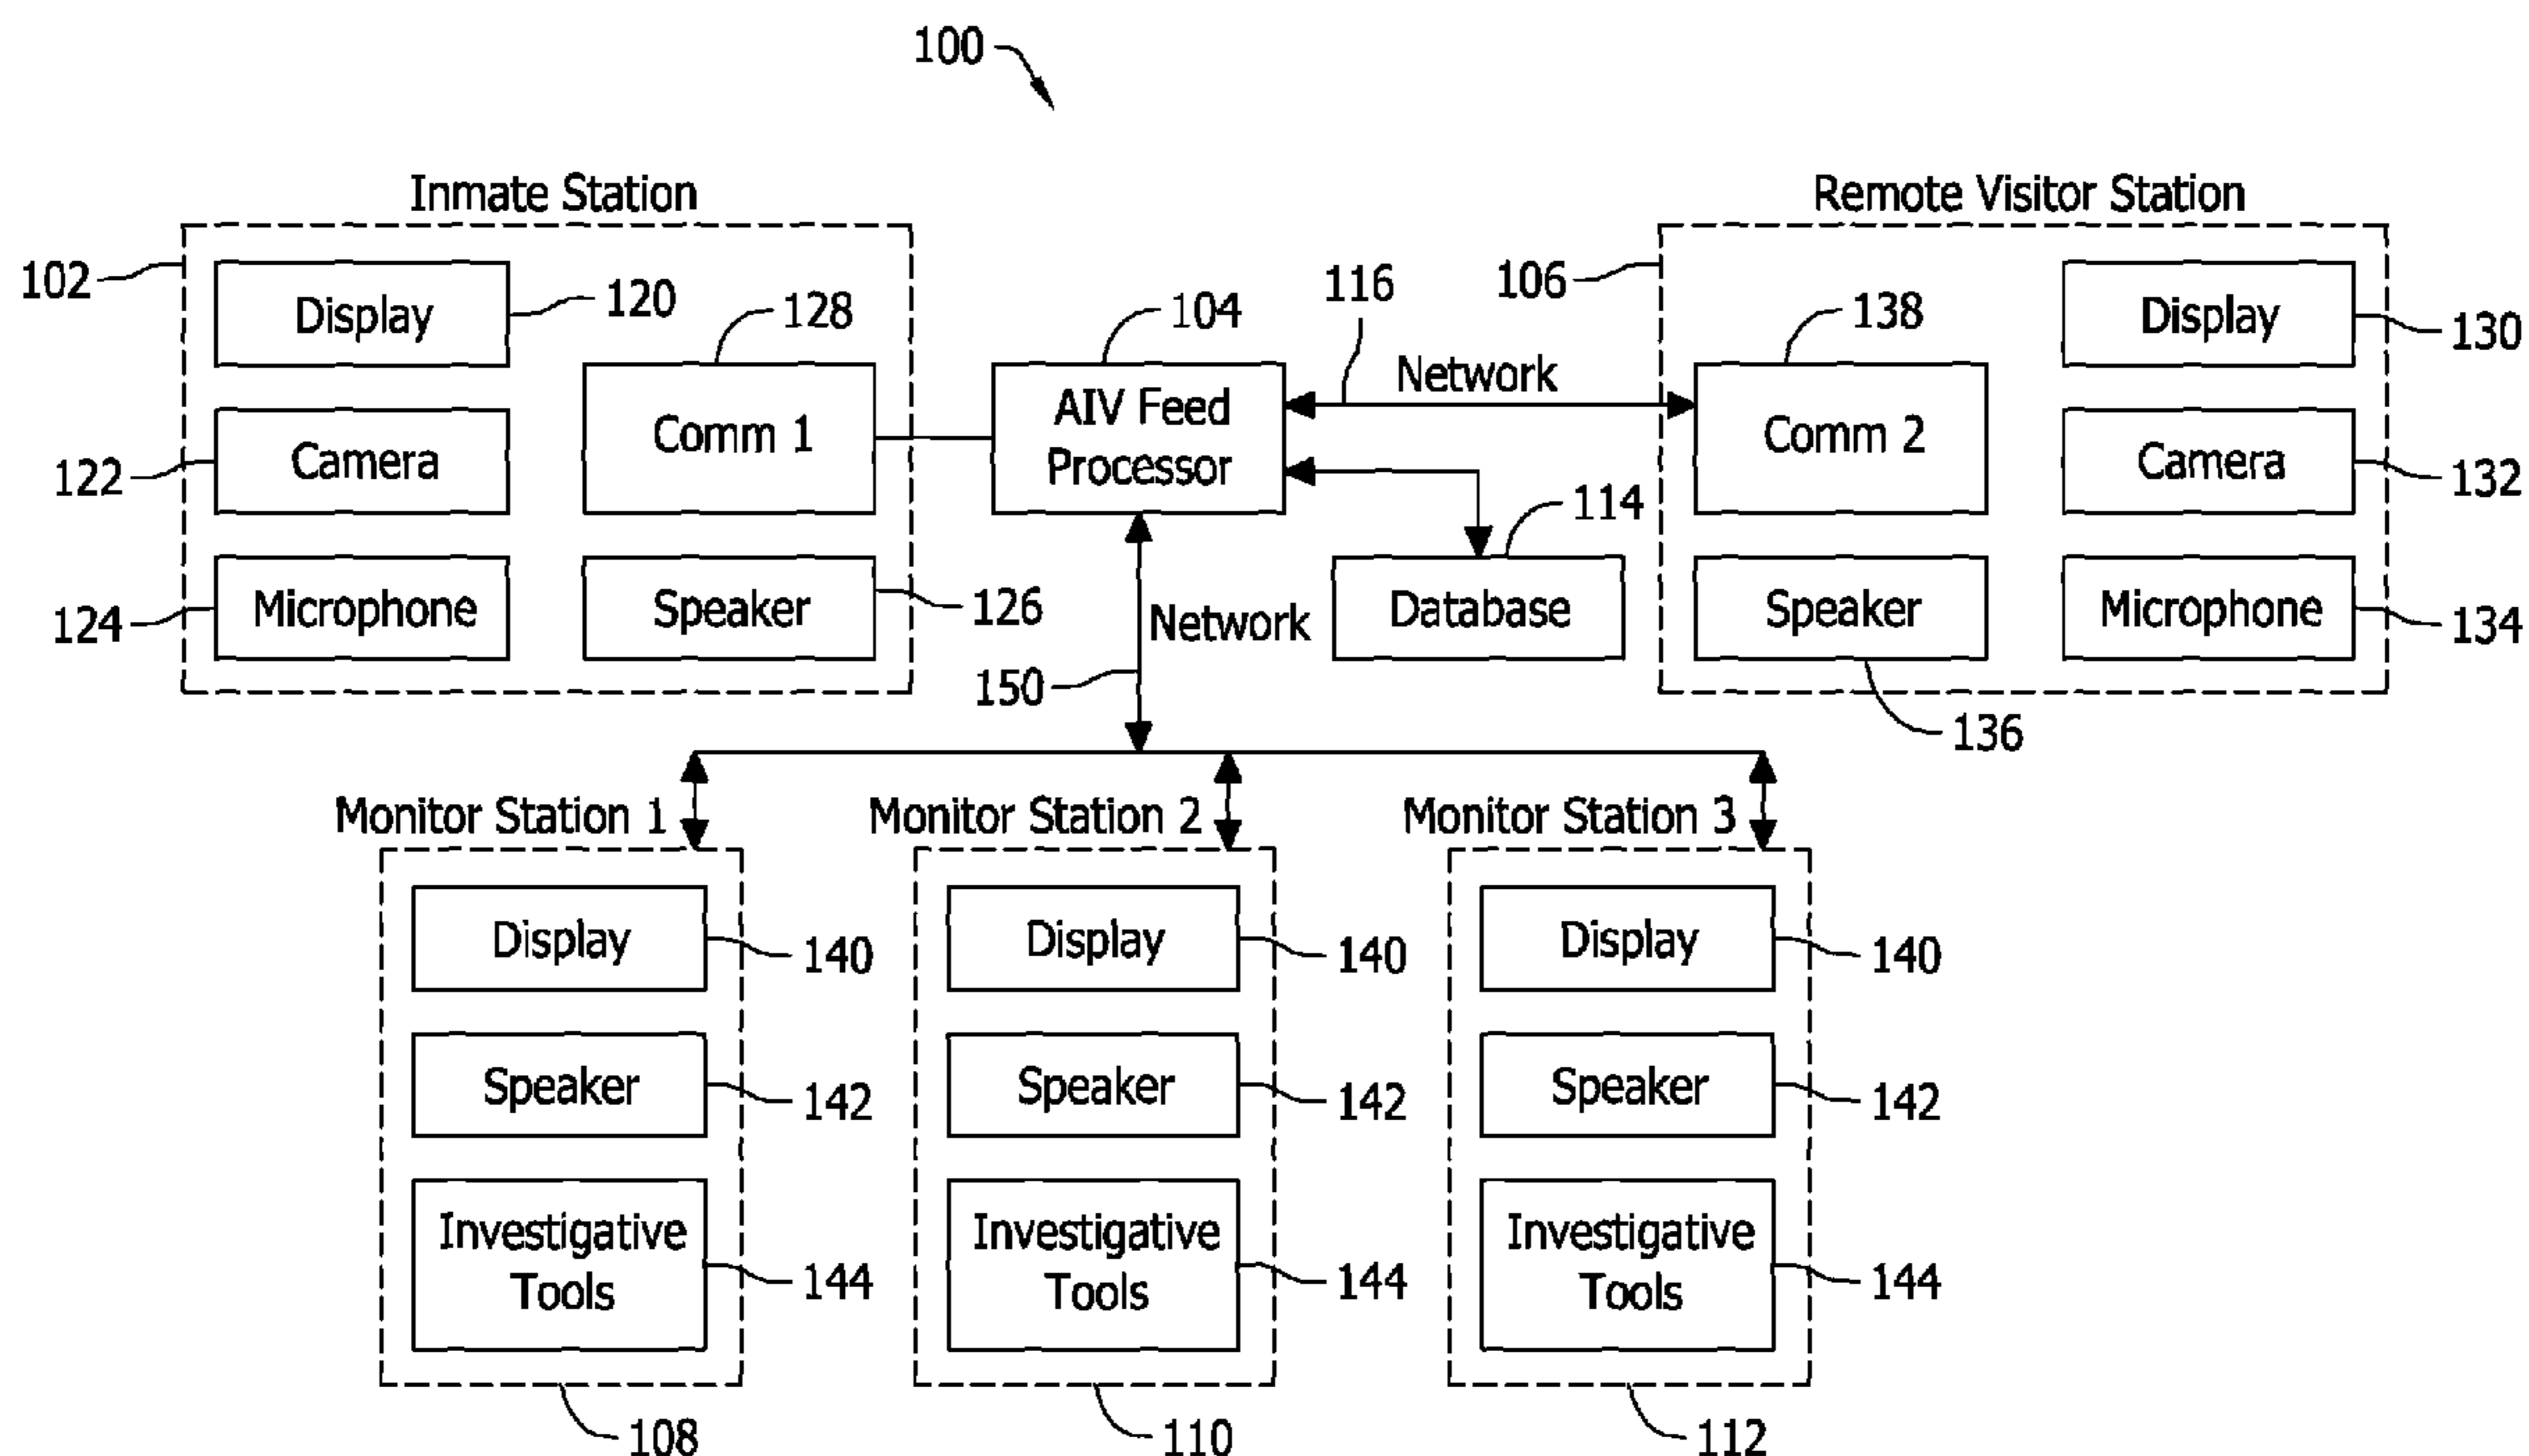 100
Inmate Station
Remote Visitor Station
102
Display
120
Camera
122
Microphone
124
128
Comm 1
Speaker
126
104
AIV Feed
Processor
116
Network
114
Database
Network
150
106
138
Comm 2
Display
130
Camera
132
Speaker
136
Microphone
134
Monitor Station 1
Display
140
Speaker
142
Investigative
Tools
144
108
Monitor Station 2
Display
140
Speaker
142
Investigative
Tools
144
110
Monitor Station 3
Display
140
Speaker
142
Investigative
Tools
144
112